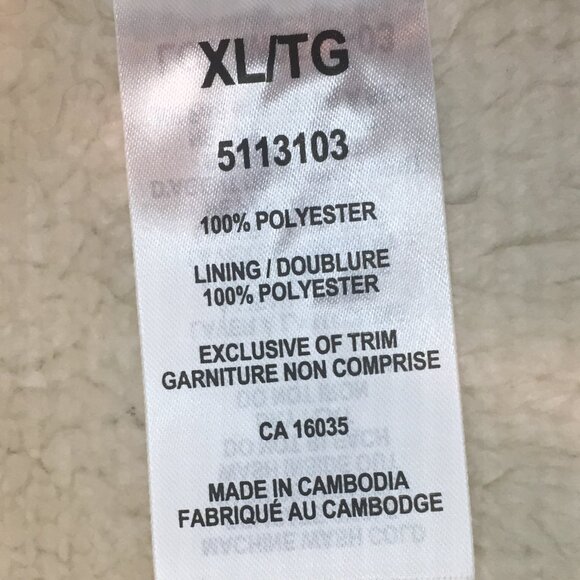 XL/TG
5113103
100% POLYESTER
LINING / DOUBLURE
100% POLYESTER
EXCLUSIVE OF TRIM
GARNITURE NON COMPRISE
CA 16035
MADE IN CAMBODIA
FABRIQUÉ AU CAMBODGE